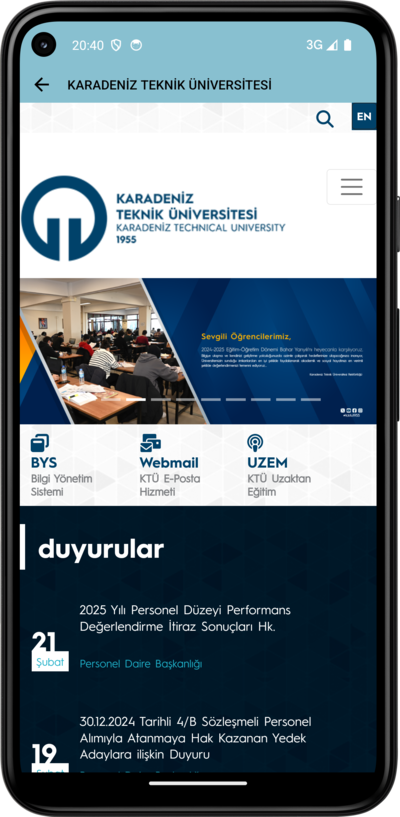 20:40
3G
KARADENİZ TEKNİK ÜNİVERSİTESİ
EN
KARADENİZ
TEKNİK ÜNİVERSİTESİ
KARADENIZ TECHNICAL UNIVERSITY
1955
Sevgili Öğrencilerimiz,
BYS
Bilgi Yönetim
Sistemi
Webmail
KTÜ E-Posta
Hizmeti
UZEM
KTÜ Uzaktan
Eğitim
duyurular
2025 Yılı Personel Düzeyi Performans
Değerlendirme İtiraz Sonuçları Hk.
21
Şubat
Personel Daire Başkanlığı
30.12.2024 Tarihli 4/B Sözleşmeli Personel
Alımıyla Atanmaya Hak Kazanan Yedek
Adaylara ilişkin Duyuru
19